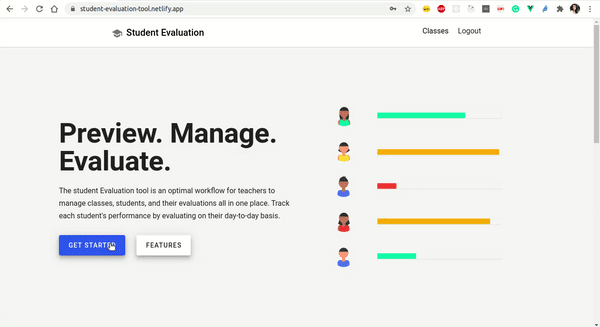 student-evaluation-tool.netlify.app
Student Evaluation
Classes
Logout
Preview. Manage.
Evaluate.
The student Evaluation tool is an optimal workflow for teachers to
manage classes, students, and their evaluations all in one place. Track
each student's performance by evaluating on their day-to-day basis.
GET STARTED
FEATURES